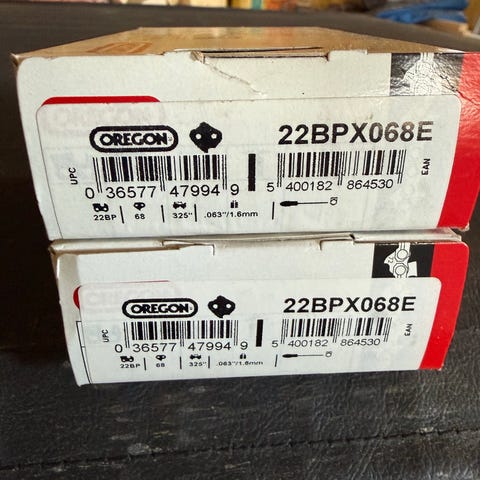 OREGON
22BPX068E
UPC
0 36577 47994 9
5 400182 864530
EAN
22BP 68 .325" .063"/1.6mm
OREGON
22BPX068E
UPC
0 36577 47994 9
5 400182 864530
EAN
22BP 68 .325" .063"/1.6mm